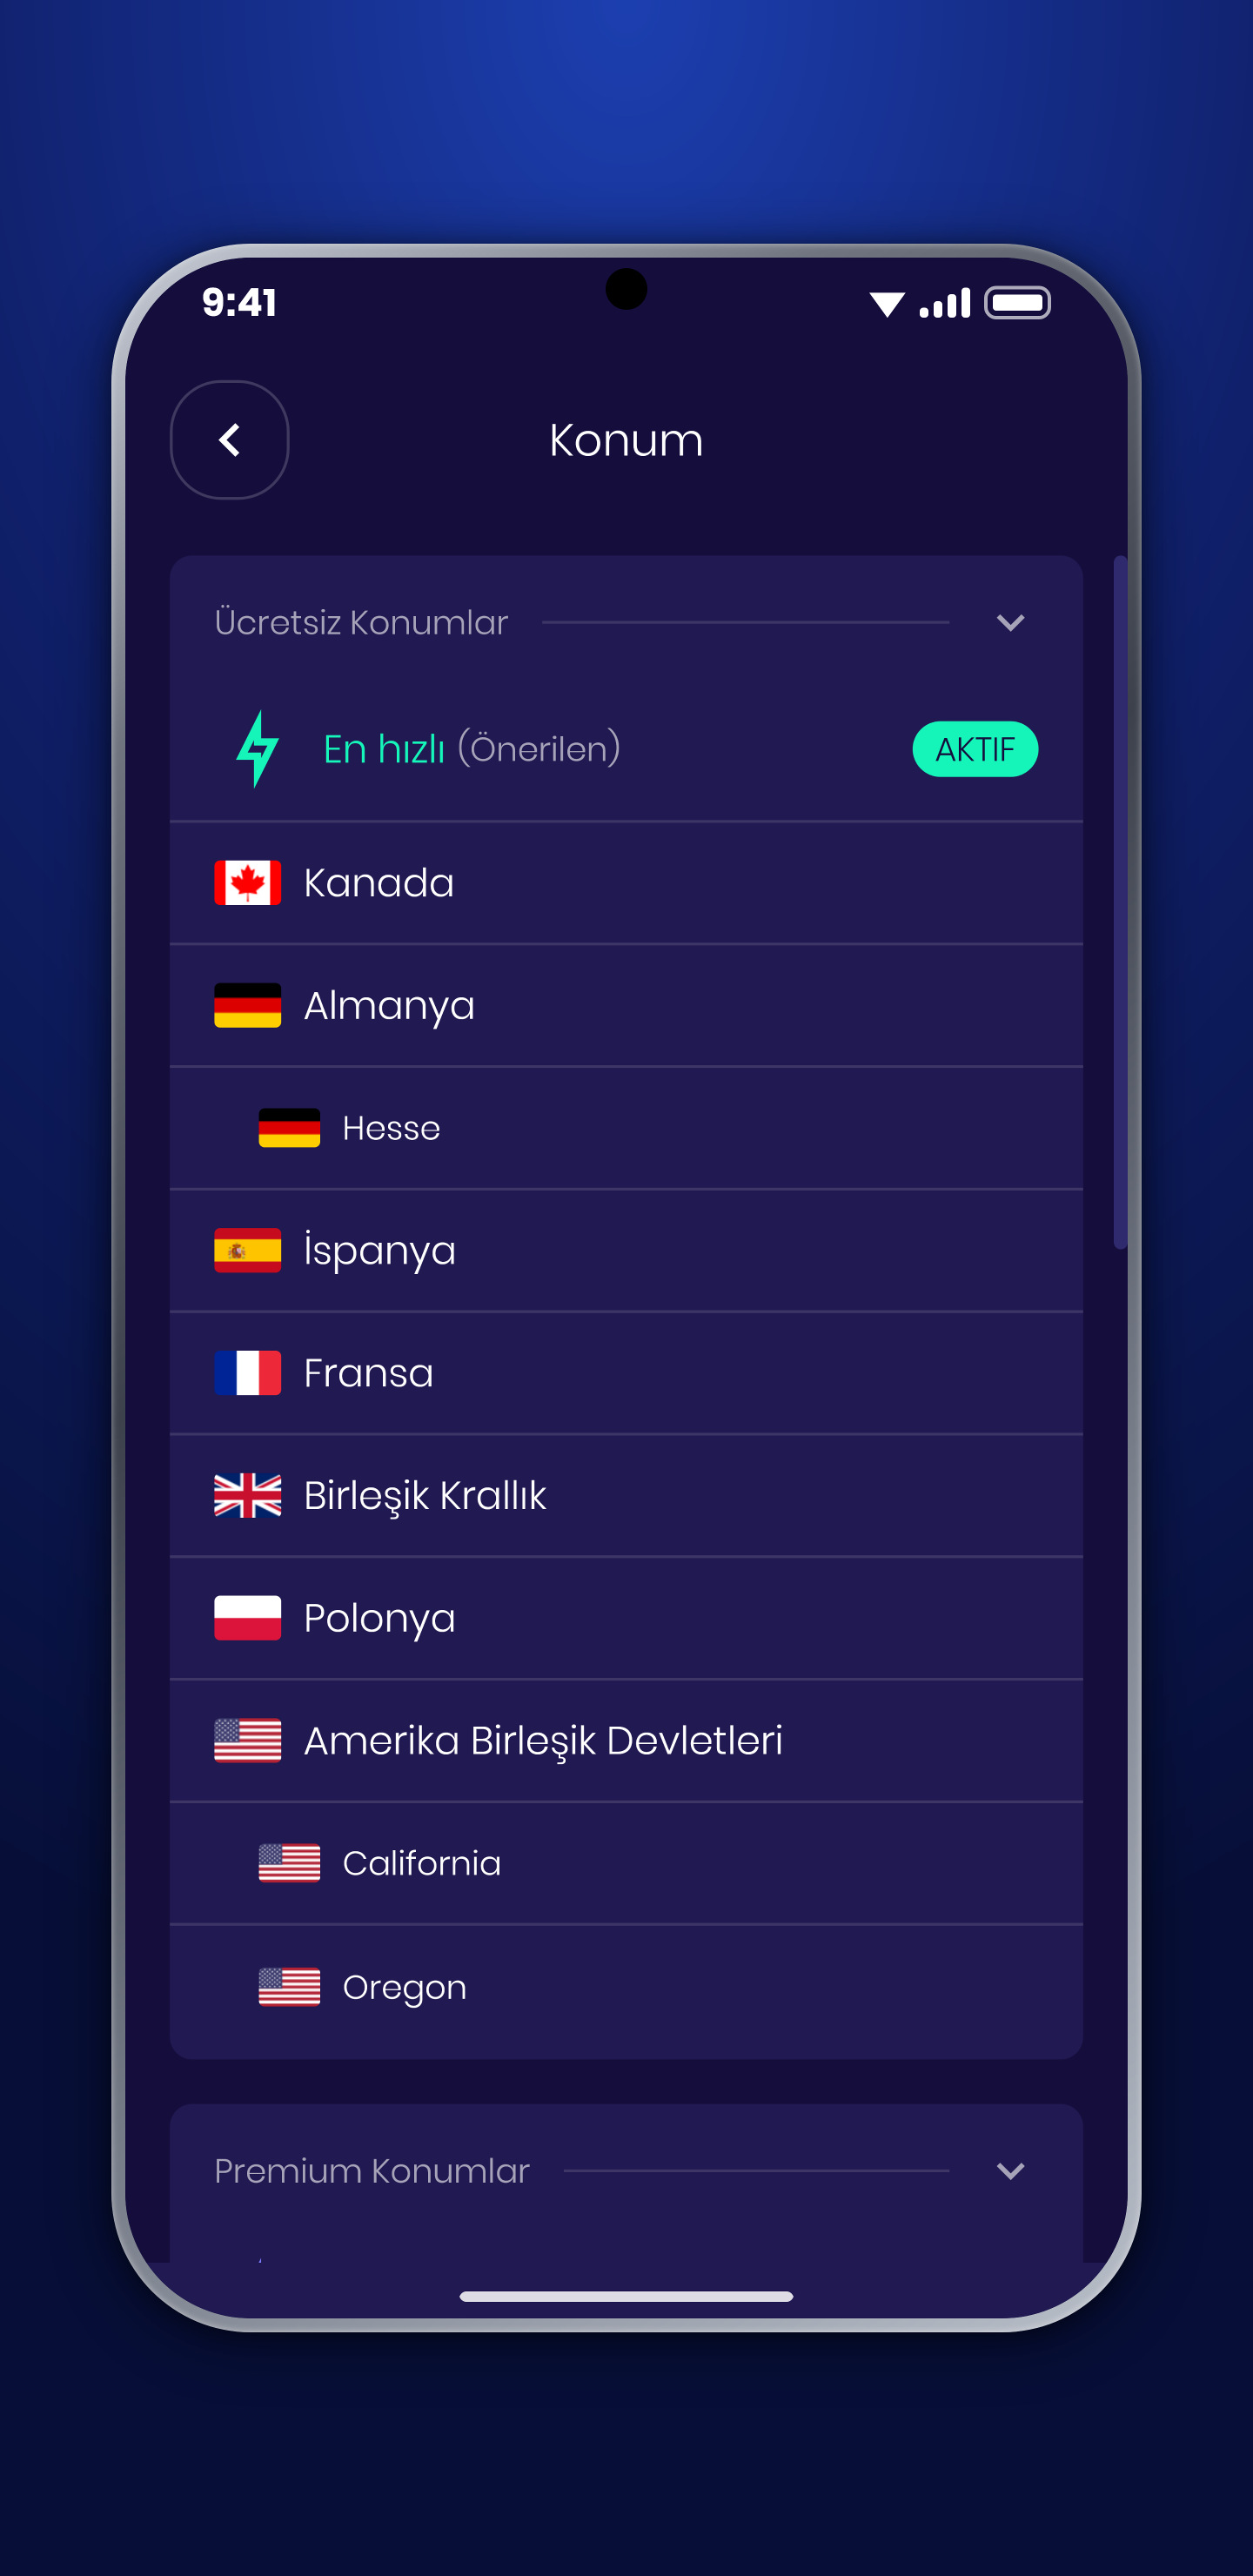 9:41
Konum
Ücretsiz Konumlar
En hızlı (Önerilen)
AKTIF
Kanada
Almanya
Hesse
İspanya
Fransa
Birleşik Krallık
Polonya
Amerika Birleşik Devletleri
California
Oregon
Premium Konumlar